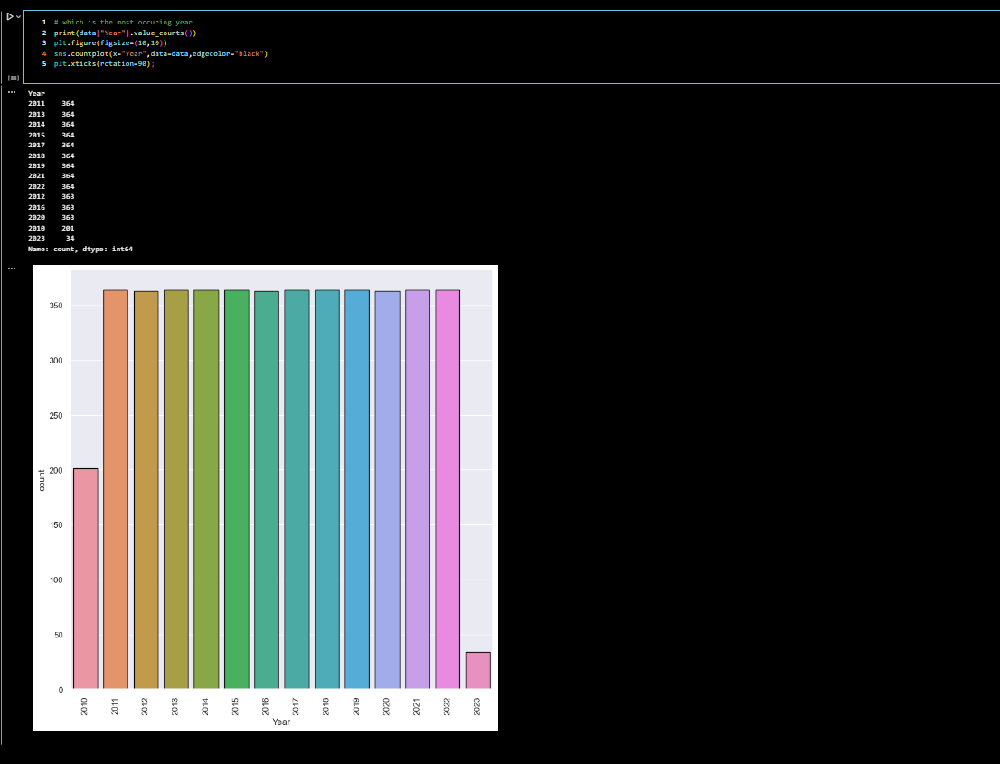 1 # which is the most occuring year
2 print(data["Year"].value_counts())
3 plt.figure(figsize=(10,10))
4 sns.countplot(x="Year",data=data,edgecolor="black")
5 plt.xticks(rotation=90);
Year
2011 364
2013 364
2014 364
2015 364
2017 364
2018 364
2019 364
2021 364
2022 364
2012 363
2016 363
2020 363
2010 201
2023 34
Name: count, dtype: int64
350
300
250
200
150
100
50
0
count
2010 2011 2012 2013 2014 2015 2016 2017 2018 2019 2020 2021 2022 2023
Year